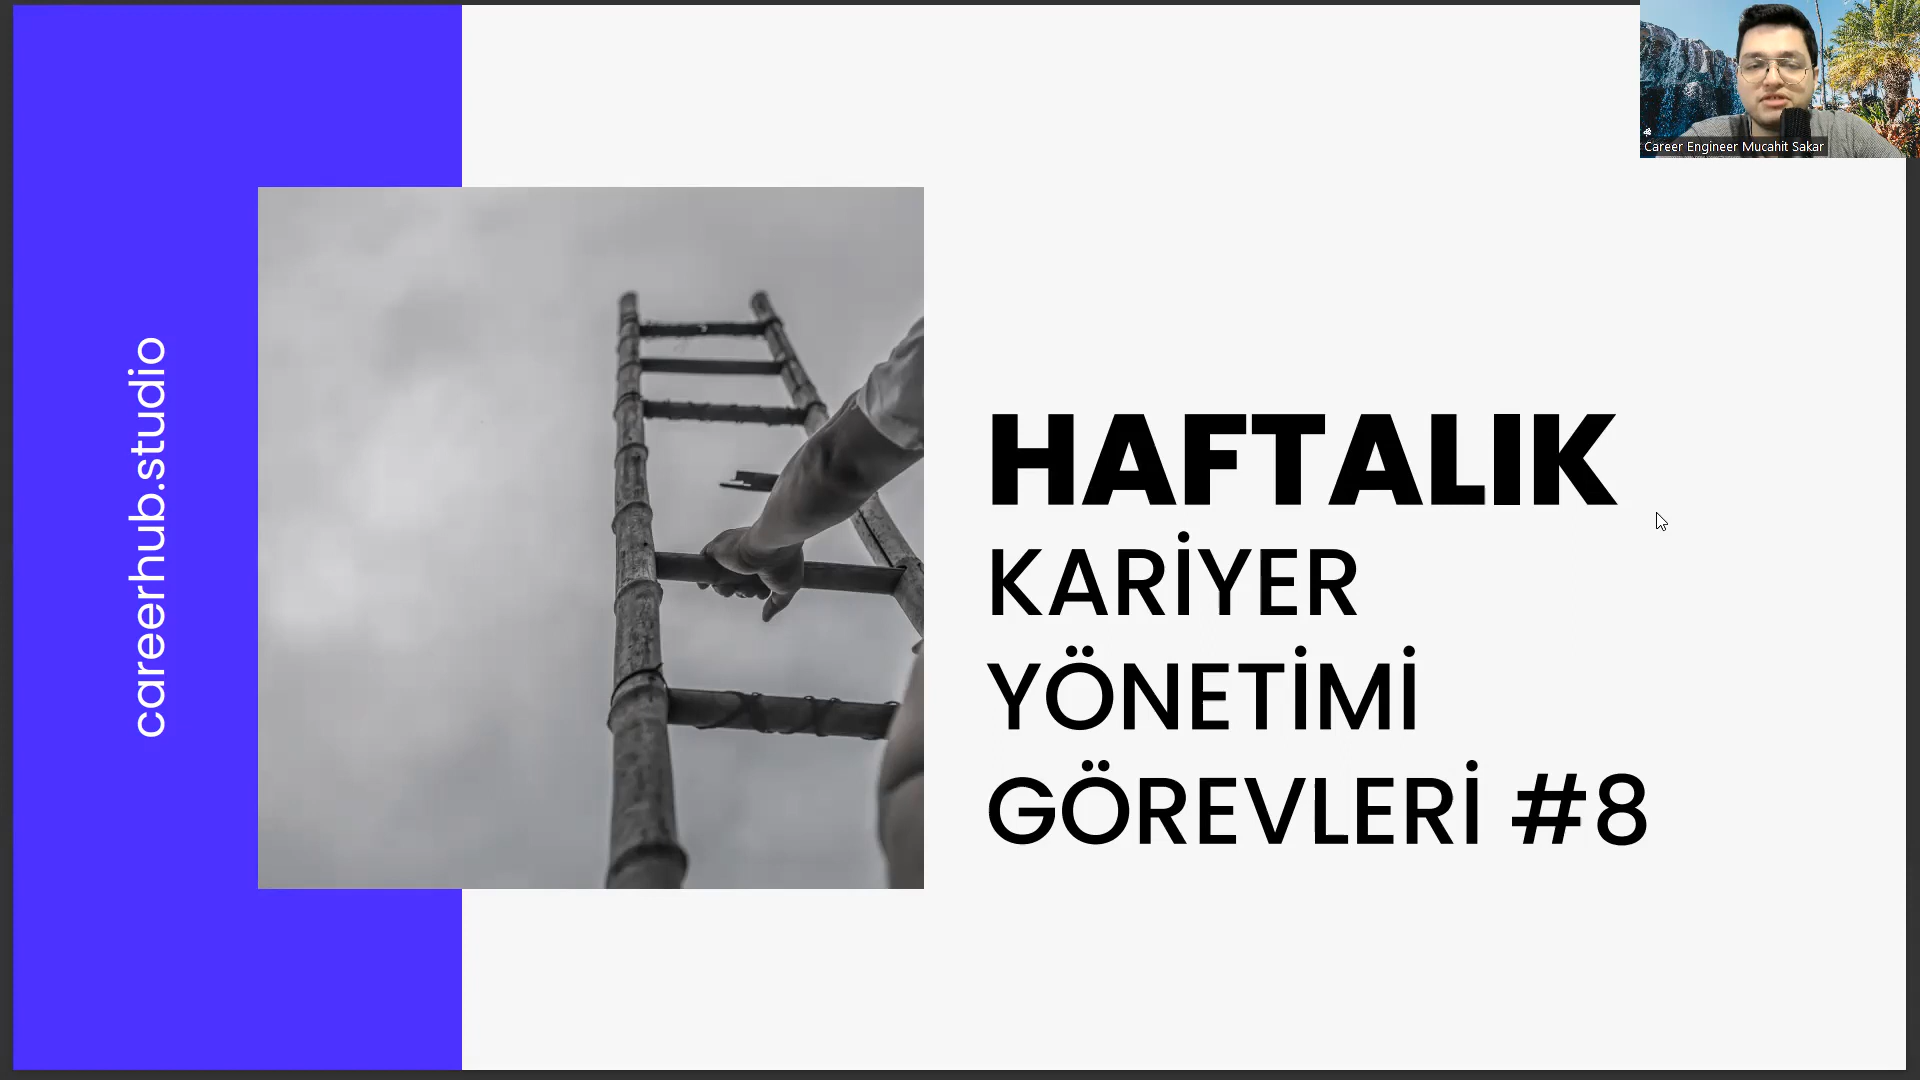 careerhub.studio
HAFTALIK
KARİYER
YÖNETİMİ
GÖREVLERİ #8
Career Engineer Mucahit Sakar